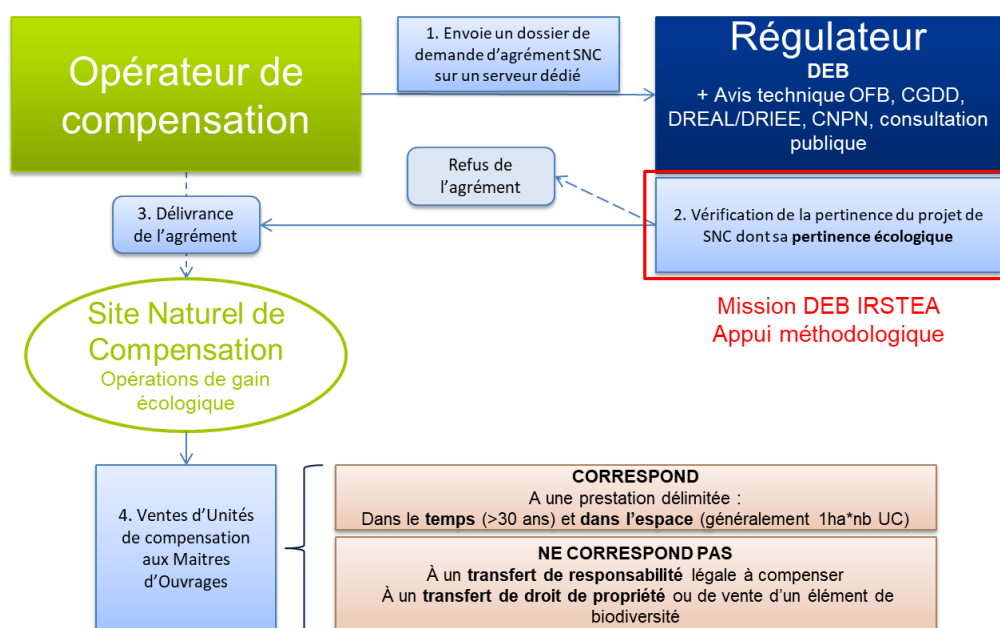 Opérateur de
compensation
1. Envoie un dossier de
demande d’agrément SNC
sur un serveur dédié
Régulateur
DEB
+ Avis technique OFB, CGDD,
DREAL/DRIEE, CNPN, consultation
publique
Refus de
l’agrément
2. Vérification de la pertinence du projet de
SNC dont sa pertinence écologique
3. Délivrance
de l’agrément
Mission DEB IRSTEA
Appui méthodologique
Site Naturel de
Compensation
Opérations de gain
écologique
4. Ventes d’Unités
de compensation
aux Maitres
d’Ouvrages
CORRESPOND
A une prestation délimitée :
Dans le temps (>30 ans) et dans l’espace (généralement 1ha*nb UC)
NE CORRESPOND PAS
À un transfert de responsabilité légale à compenser
À un transfert de droit de propriété ou de vente d’un élément de
biodiversité